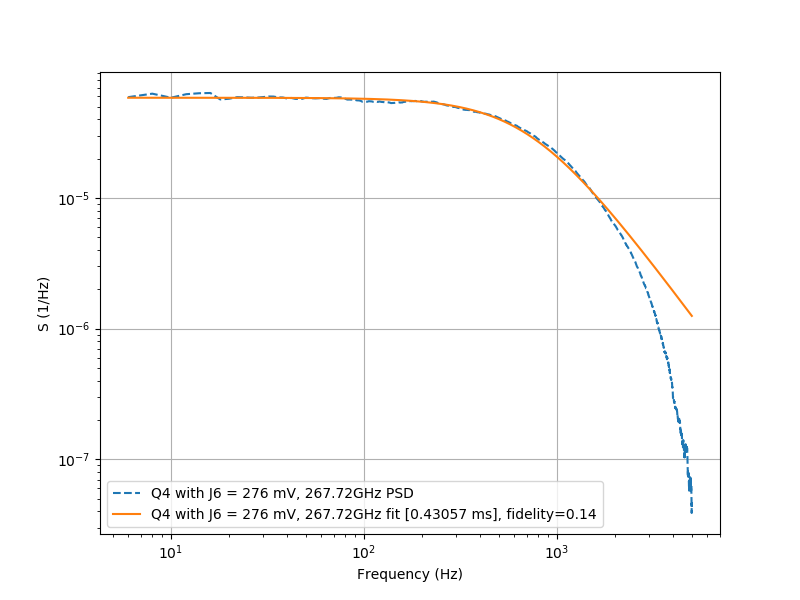 S (1/Hz)
10⁻⁵
10⁻⁶
10⁻⁷
Q4 with J6 = 276 mV, 267.72GHz PSD
Q4 with J6 = 276 mV, 267.72GHz fit [0.43057 ms], fidelity=0.14
10¹ 10² 10³
Frequency (Hz)